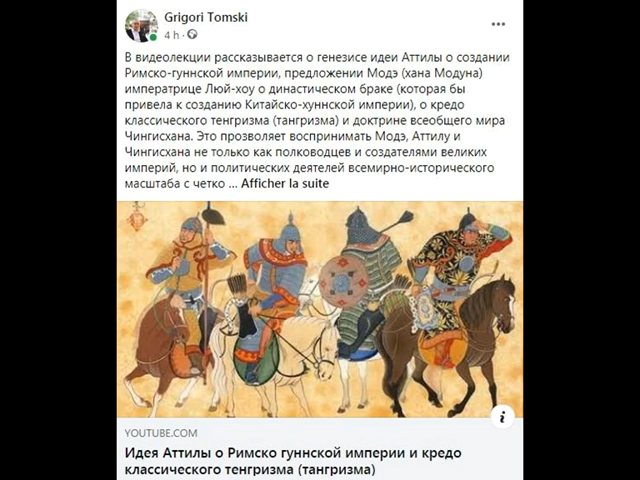 Grigori Tomski
4 h ·
В видеолекции рассказывается о генезисе идеи Аттилы о создании
Римско-гуннской империи, предложении Модэ (хана Модуна)
императрице Люй-хоу о династическом браке (которая бы
привела к созданию Китайско-хуннской империи), о кредо
классического тенгризма (тангризма) и доктрине всеобщего мира
Чингисхана. Это прозволяет воспринимать Модэ, Аттилу и
Чингисхана не только как полководцев и создателями великих
империй, но и политических деятелей всемирно-исторического
масштаба с четко ... Afficher la suite
YOUTUBE.COM
Идея Аттилы о Римско гуннской империи и кредо
классического тенгризма (тангризма)